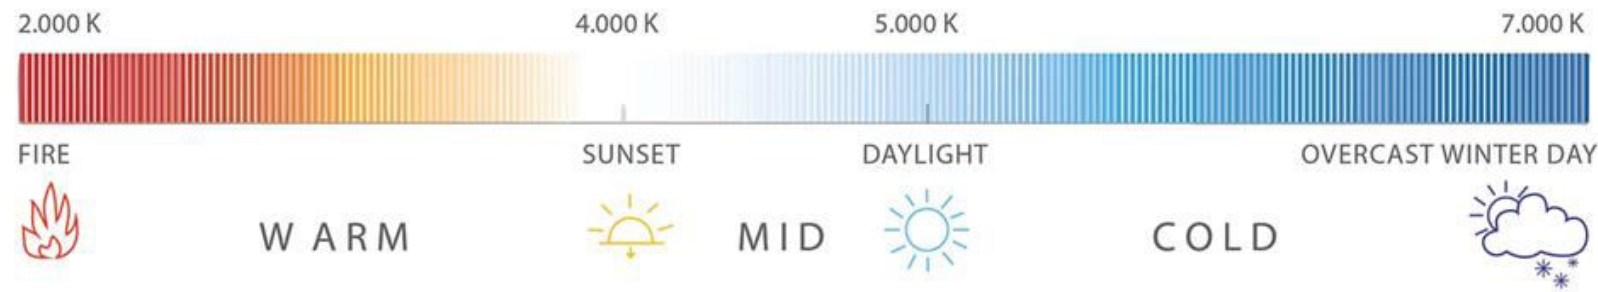 2.000 K 4.000 K 5.000 K 7.000 K
FIRE SUNSET DAYLIGHT OVERCAST WINTER DAY
WARM MID COLD